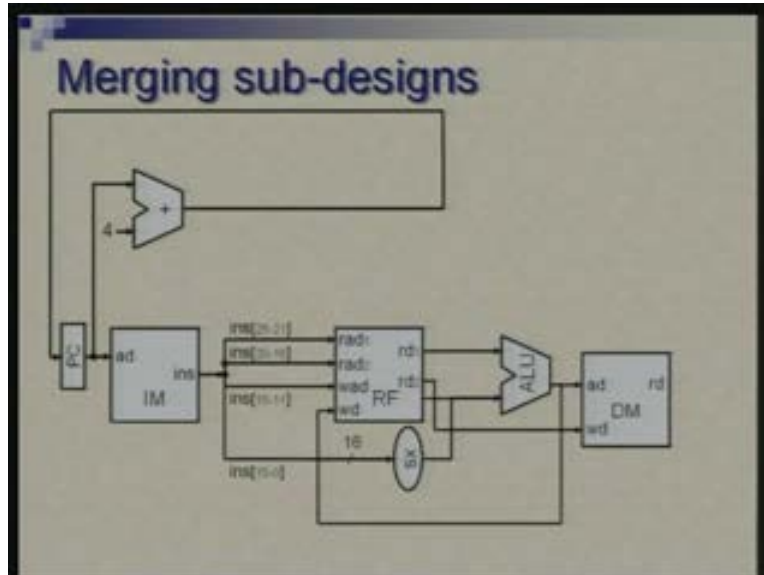 Merging sub-designs
+
4
PC
ad
ins
IM
ins[25-21]
ins[20-16]
ins[15-11]
ins[15-0]
16
rad1
rad2
wad
wd
rd1
rd2
RF
sx
ALU
ad
rd
wd
DM